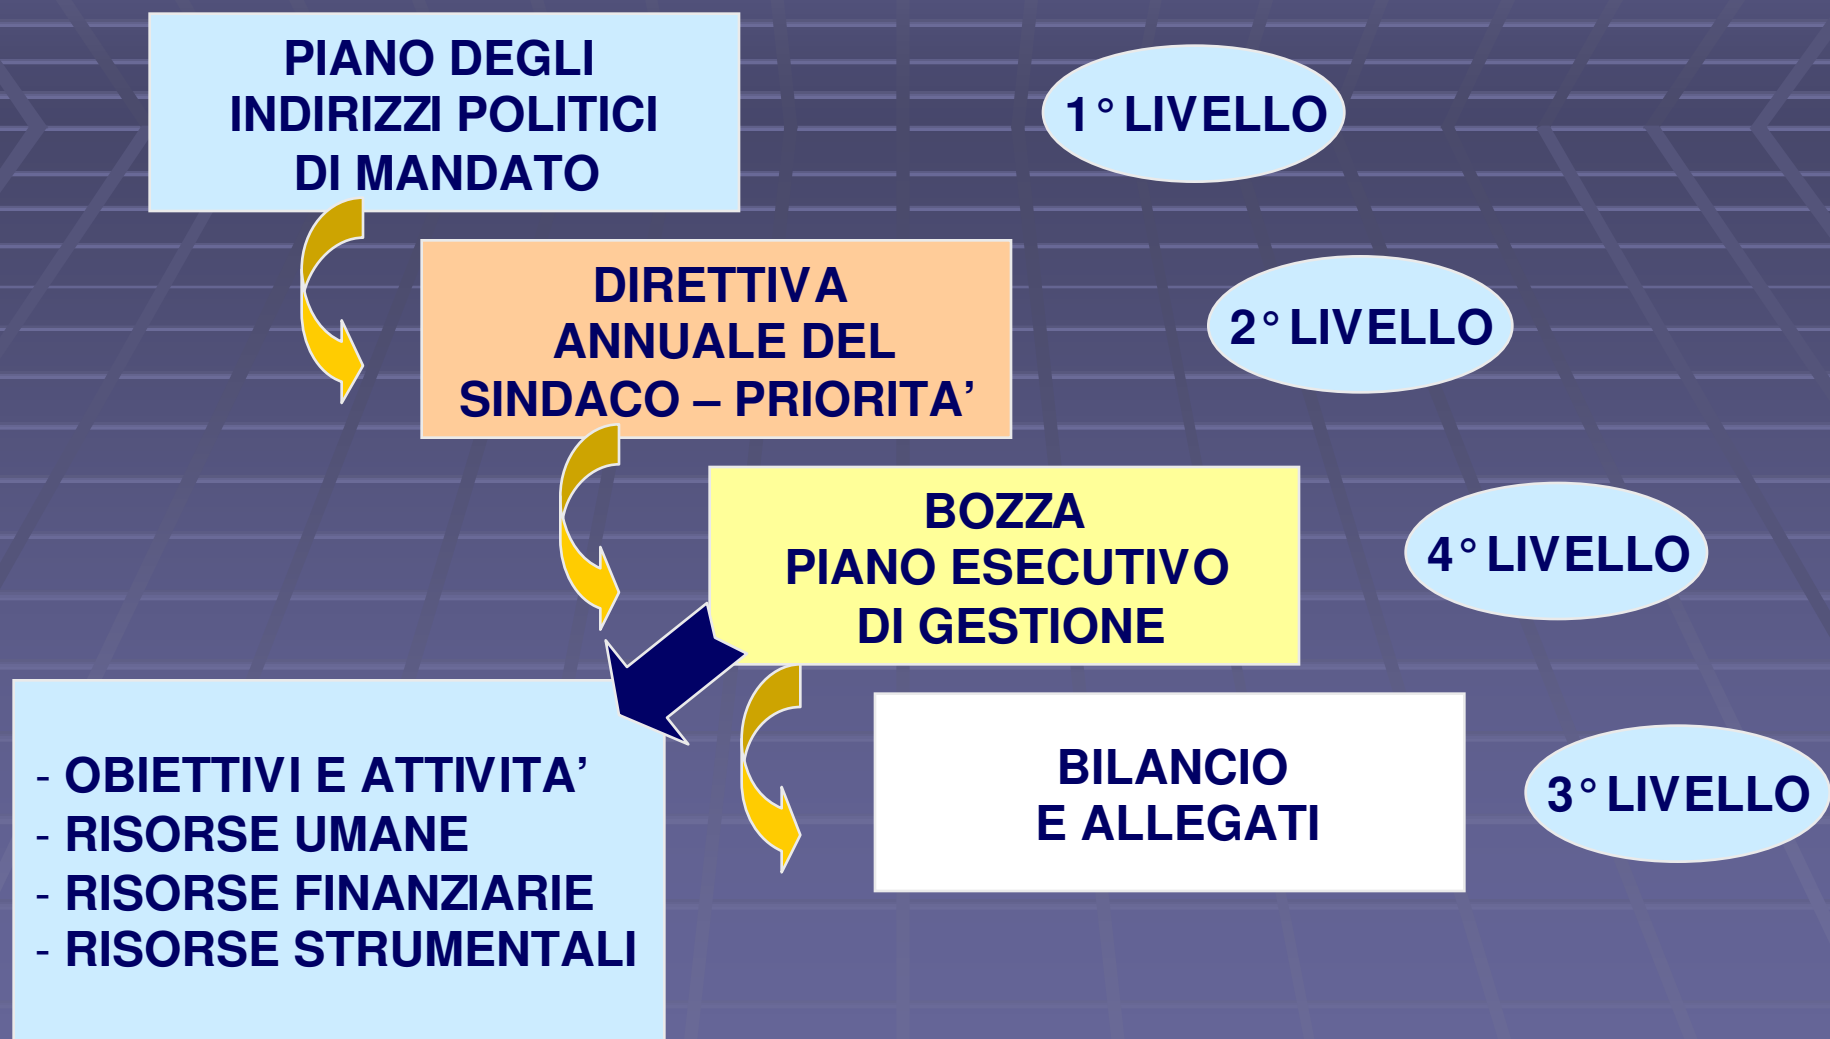 PIANO DEGLI
INDIRIZZI POLITICI
DI MANDATO
1° LIVELLO
DIRETTIVA
ANNUALE DEL
SINDACO – PRIORITA’
2° LIVELLO
BOZZA
PIANO ESECUTIVO
DI GESTIONE
4° LIVELLO
- OBIETTIVI E ATTIVITA’
- RISORSE UMANE
- RISORSE FINANZIARIE
- RISORSE STRUMENTALI
BILANCIO
E ALLEGATI
3° LIVELLO